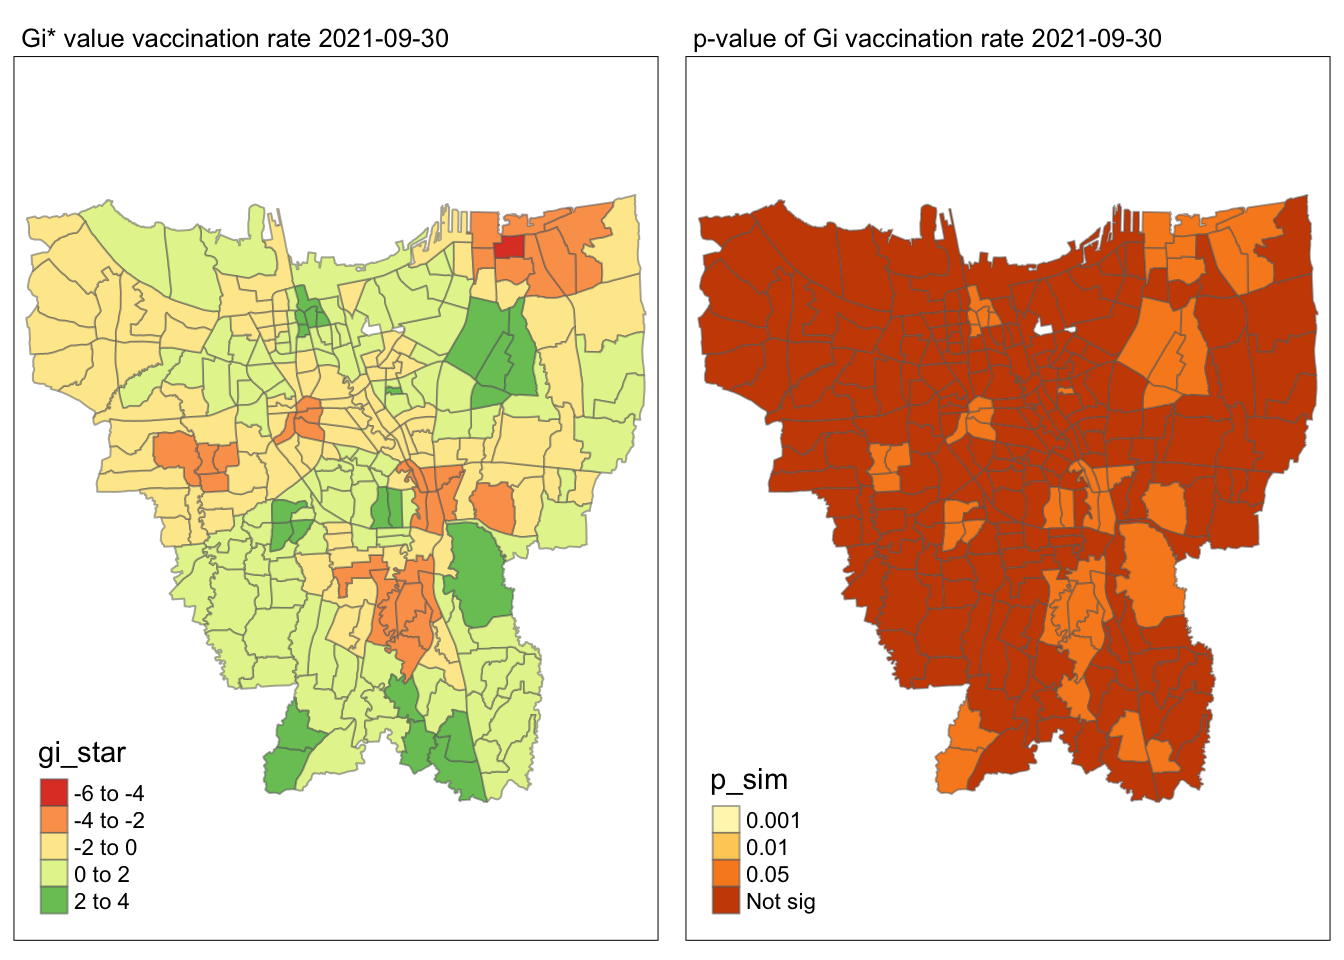 Gi* value vaccination rate 2021-09-30
gi_star
-6 to -4
-4 to -2
-2 to 0
0 to 2
2 to 4
p-value of Gi vaccination rate 2021-09-30
p_sim
0.001
0.01
0.05
Not sig